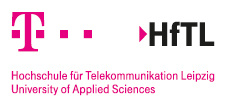 T HfTL
Hochschule für Telekommunikation Leipzig
University of Applied Sciences